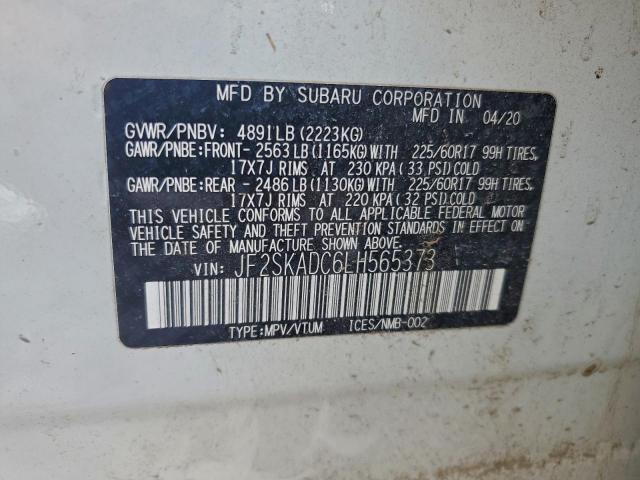 MFD BY SUBARU CORPORATION
MFD IN 04/20
GVWR/PNBV: 4891LB(2223KG)
GAWR/PNBE:FRONT- 2563LB(1165KG)WITH 225/60R17 99H TIRES,
17X7J RIMS AT 230 KPA(33 PSI)COLD
GAWR/PNBE:REAR - 2486LB(1130KG)WITH 225/60R17 99H TIRES,
17X7J RIMS AT 220 KPA(32 PSI)COLD
THIS VEHICLE CONFORMS TO ALL APPLICABLE FEDERAL MOTOR
VEHICLE SAFETY AND THEFT PREVENTION STANDARDS IN EFFECT ON
THE DATE OF MANUFACTURE SHOWN ABOVE.
VIN: JF2SKADC6LH565373
TYPE:MPV/VTUM ICES/NMB-002